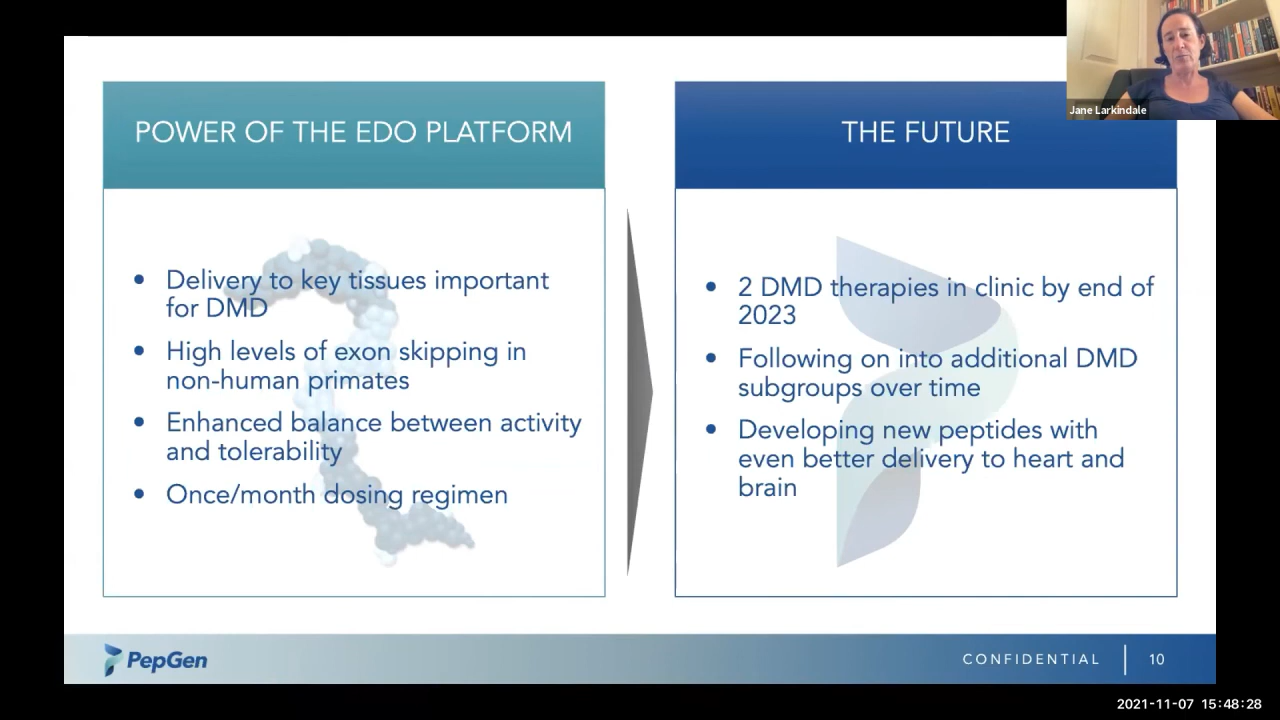 POWER OF THE EDO PLATFORM
• Delivery to key tissues important
for DMD
• High levels of exon skipping in
non-human primates
• Enhanced balance between activity
and tolerability
• Once/month dosing regimen
THE FUTURE
• 2 DMD therapies in clinic by end of
2023
• Following on into additional DMD
subgroups over time
• Developing new peptides with
even better delivery to heart and
brain
Jane Larkindale
PepGen
CONFIDENTIAL | 10
2021-11-07 15:48:28